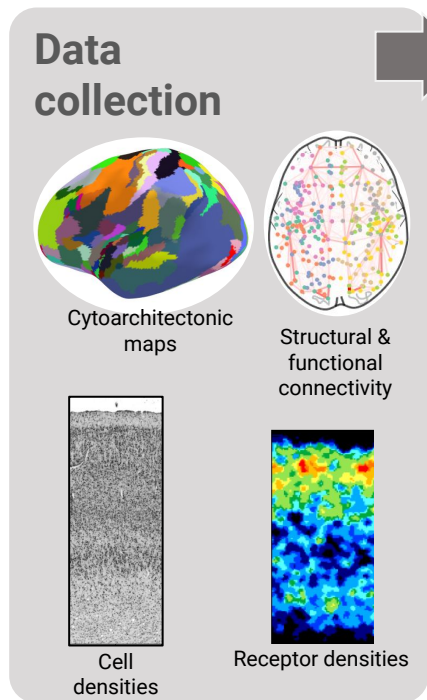 Data
collection
Cytoarchitectonic
maps
Structural &
functional
connectivity
Cell
densities
Receptor densities